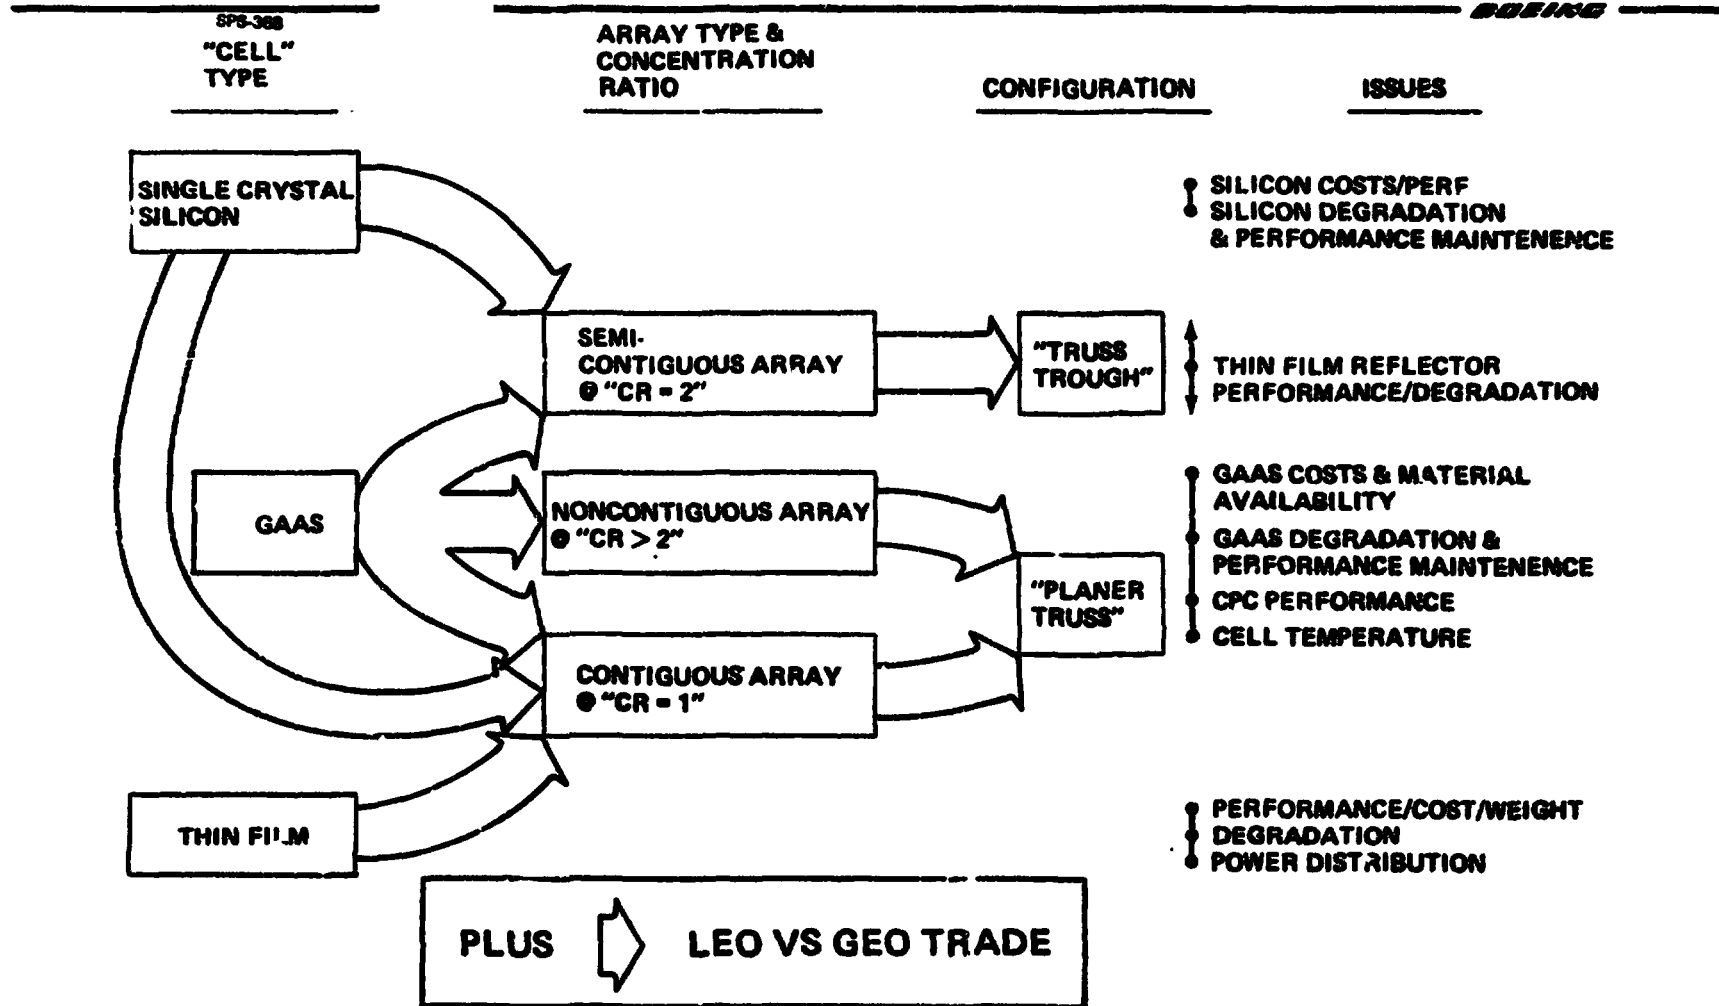 SPS-368
BOEING
"CELL"
TYPE
ARRAY TYPE &
CONCENTRATION
RATIO
CONFIGURATION
ISSUES
SINGLE CRYSTAL
SILICON
SILICON COSTS/PERF
SILICON DEGRADATION
& PERFORMANCE MAINTENENCE
SEMI-
CONTIGUOUS ARRAY
@ "CR = 2"
"TRUSS
TROUGH"
THIN FILM REFLECTOR
PERFORMANCE/DEGRADATION
GAAS
NONCONTIGUOUS ARRAY
@ "CR > 2"
GAAS COSTS & MATERIAL
AVAILABILITY
GAAS DEGRADATION &
PERFORMANCE MAINTENENCE
CPC PERFORMANCE
CELL TEMPERATURE
"PLANER
TRUSS"
CONTIGUOUS ARRAY
@ "CR = 1"
THIN FILM
PERFORMANCE/COST/WEIGHT
DEGRADATION
POWER DISTRIBUTION
PLUS LEO VS GEO TRADE